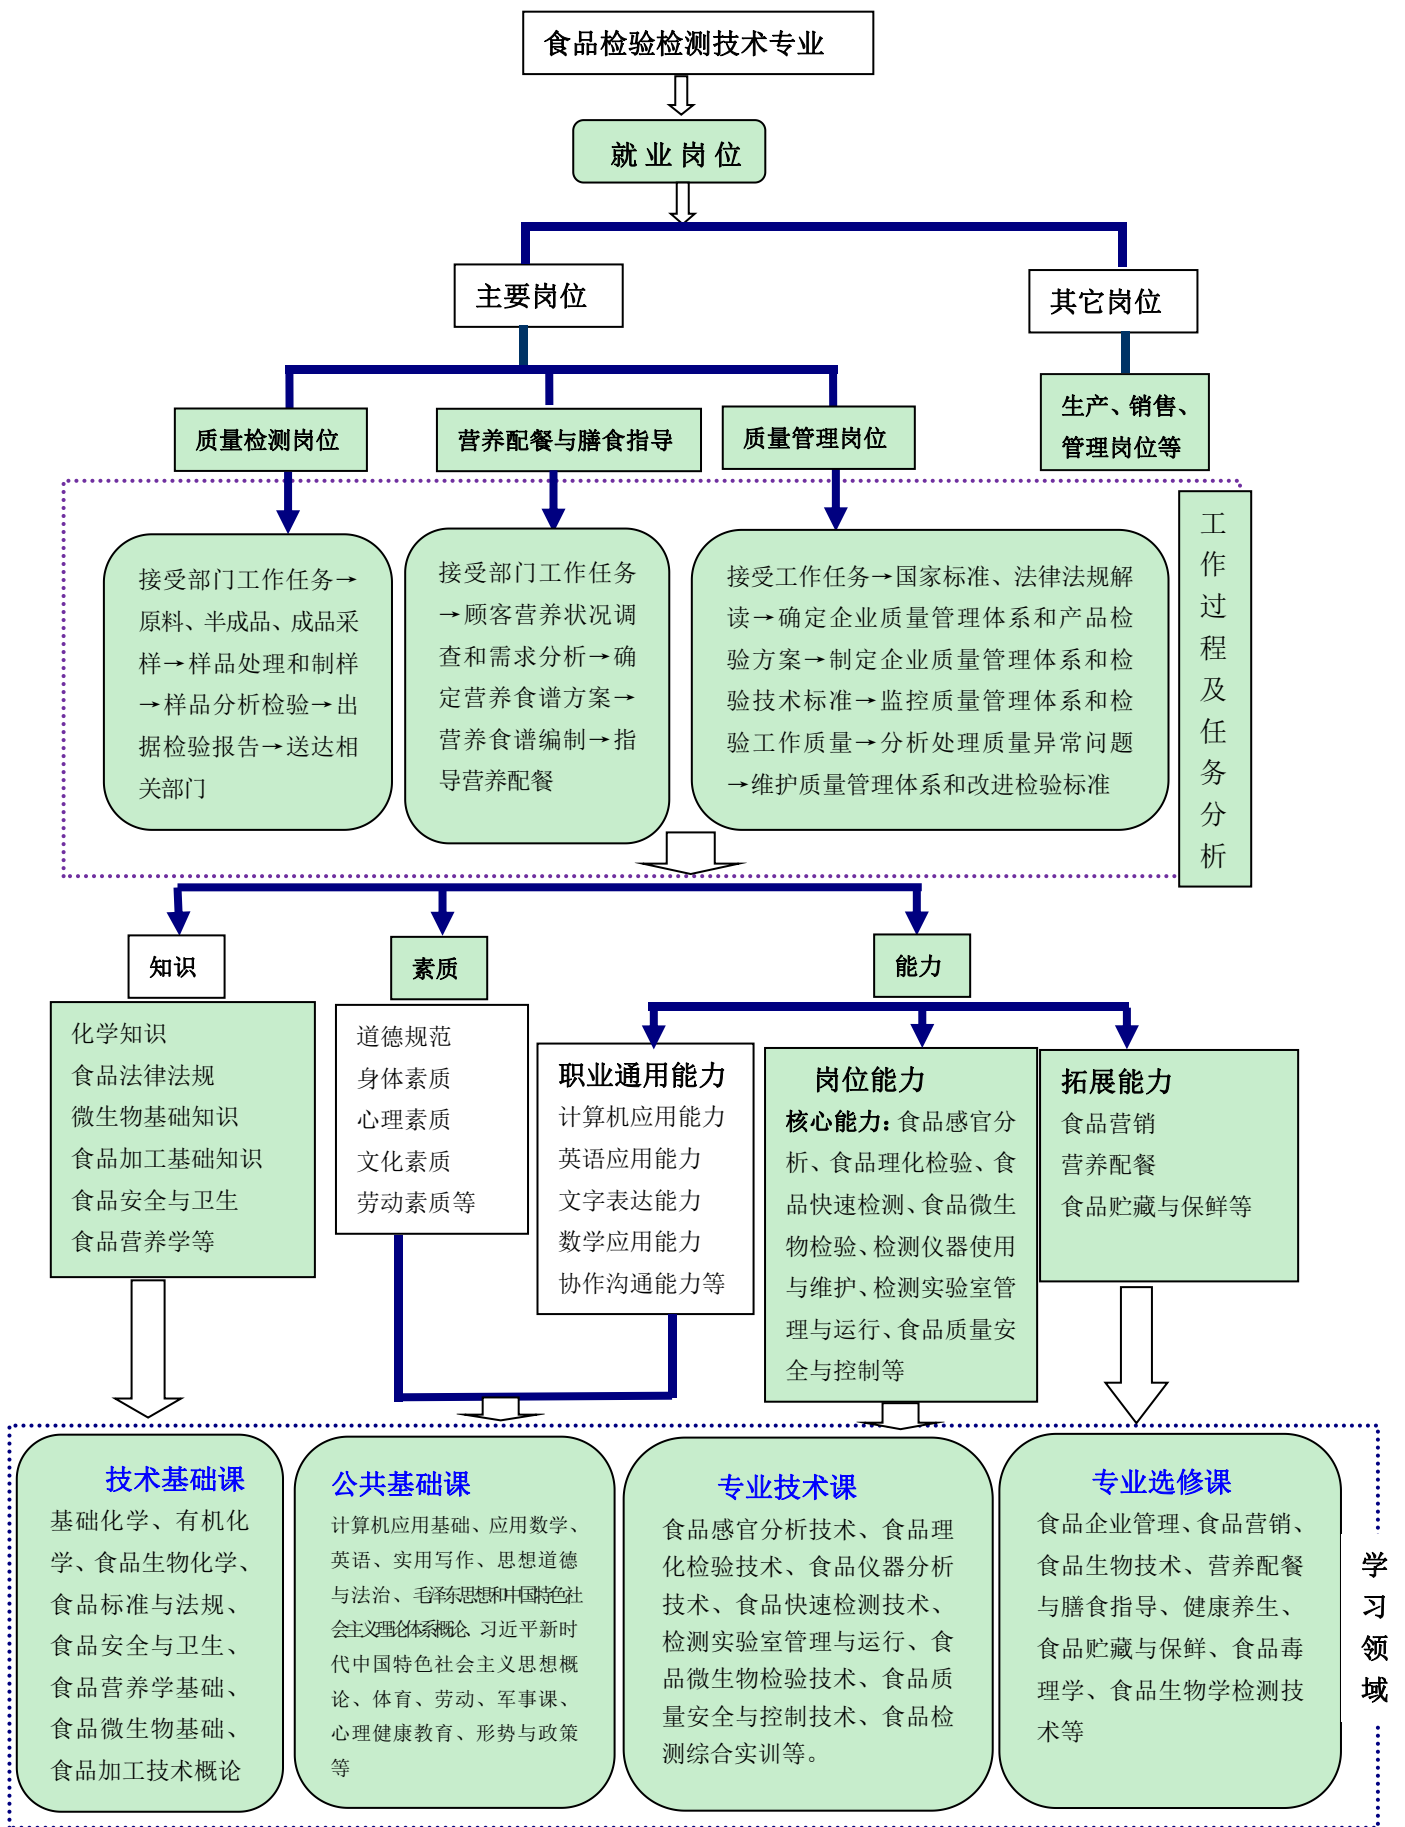 食品检验检测技术专业
就业岗位
主要岗位
其它岗位
质量检测岗位
营养配餐与膳食指导
质量管理岗位
生产、销售、
管理岗位等
接受部门工作任务→
原料、半成品、成品采
样→样品处理和制样
→样品分析检验→出
据检验报告→送达相
关部门
接受部门工作任务
→顾客营养状况调
查和需求分析→确
定营养食谱方案→
营养食谱编制→指
导营养配餐
接受工作任务→国家标准、法律法规解
读→确定企业质量管理体系和产品检
验方案→制定企业质量管理体系和检
验技术标准→监控质量管理体系和检
验工作质量→分析处理质量异常问题
→维护质量管理体系和改进检验标准
工
作
过
程
及
任
务
分
析
知识
素质
能力
化学知识
食品法律法规
微生物基础知识
食品加工基础知识
食品安全与卫生
食品营养学等
道德规范
身体素质
心理素质
文化素质
劳动素质等
职业通用能力
计算机应用能力
英语应用能力
文字表达能力
数学应用能力
协作沟通能力等
岗位能力
核心能力：食品感官分
析、食品理化检验、食
品快速检测、食品微生
物检验、检测仪器使用
与维护、检测实验室管
理与运行、食品质量安
全与控制等
拓展能力
食品营销
营养配餐
食品贮藏与保鲜等
技术基础课
基础化学、有机化
学、食品生物化学、
食品标准与法规、
食品安全与卫生、
食品营养学基础、
食品微生物基础、
食品加工技术概论
公共基础课
计算机应用基础、应用数学、
英语、实用写作、思想道德
与法治、毛泽东思想和中国特色社
会主义理论体系概论、习近平新时
代中国特色社会主义思想概
论、体育、劳动、军事课、
心理健康教育、形势与政策
等
专业技术课
食品感官分析技术、食品理
化检验技术、食品仪器分析
技术、食品快速检测技术、
检测实验室管理与运行、食
品微生物检验技术、食品质
量安全与控制技术、食品检
测综合实训等。
专业选修课
食品企业管理、食品营销、
食品生物技术、营养配餐
与膳食指导、健康养生、
食品贮藏与保鲜、食品毒
理学、食品生物学检测技
术等
学
习
领
域